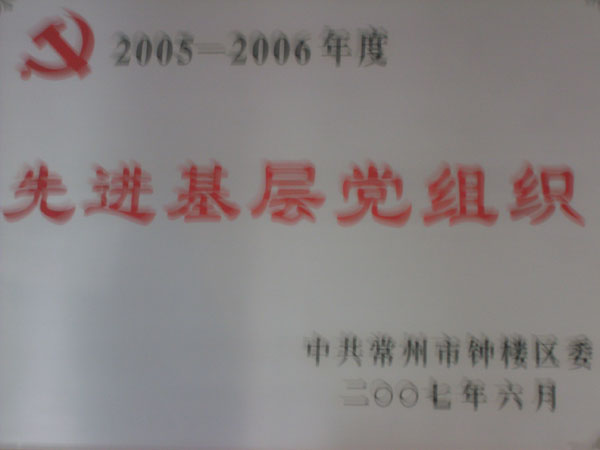 2005—2006年度
先进基层党组织
中共常州市钟楼区委
二〇〇七年六月